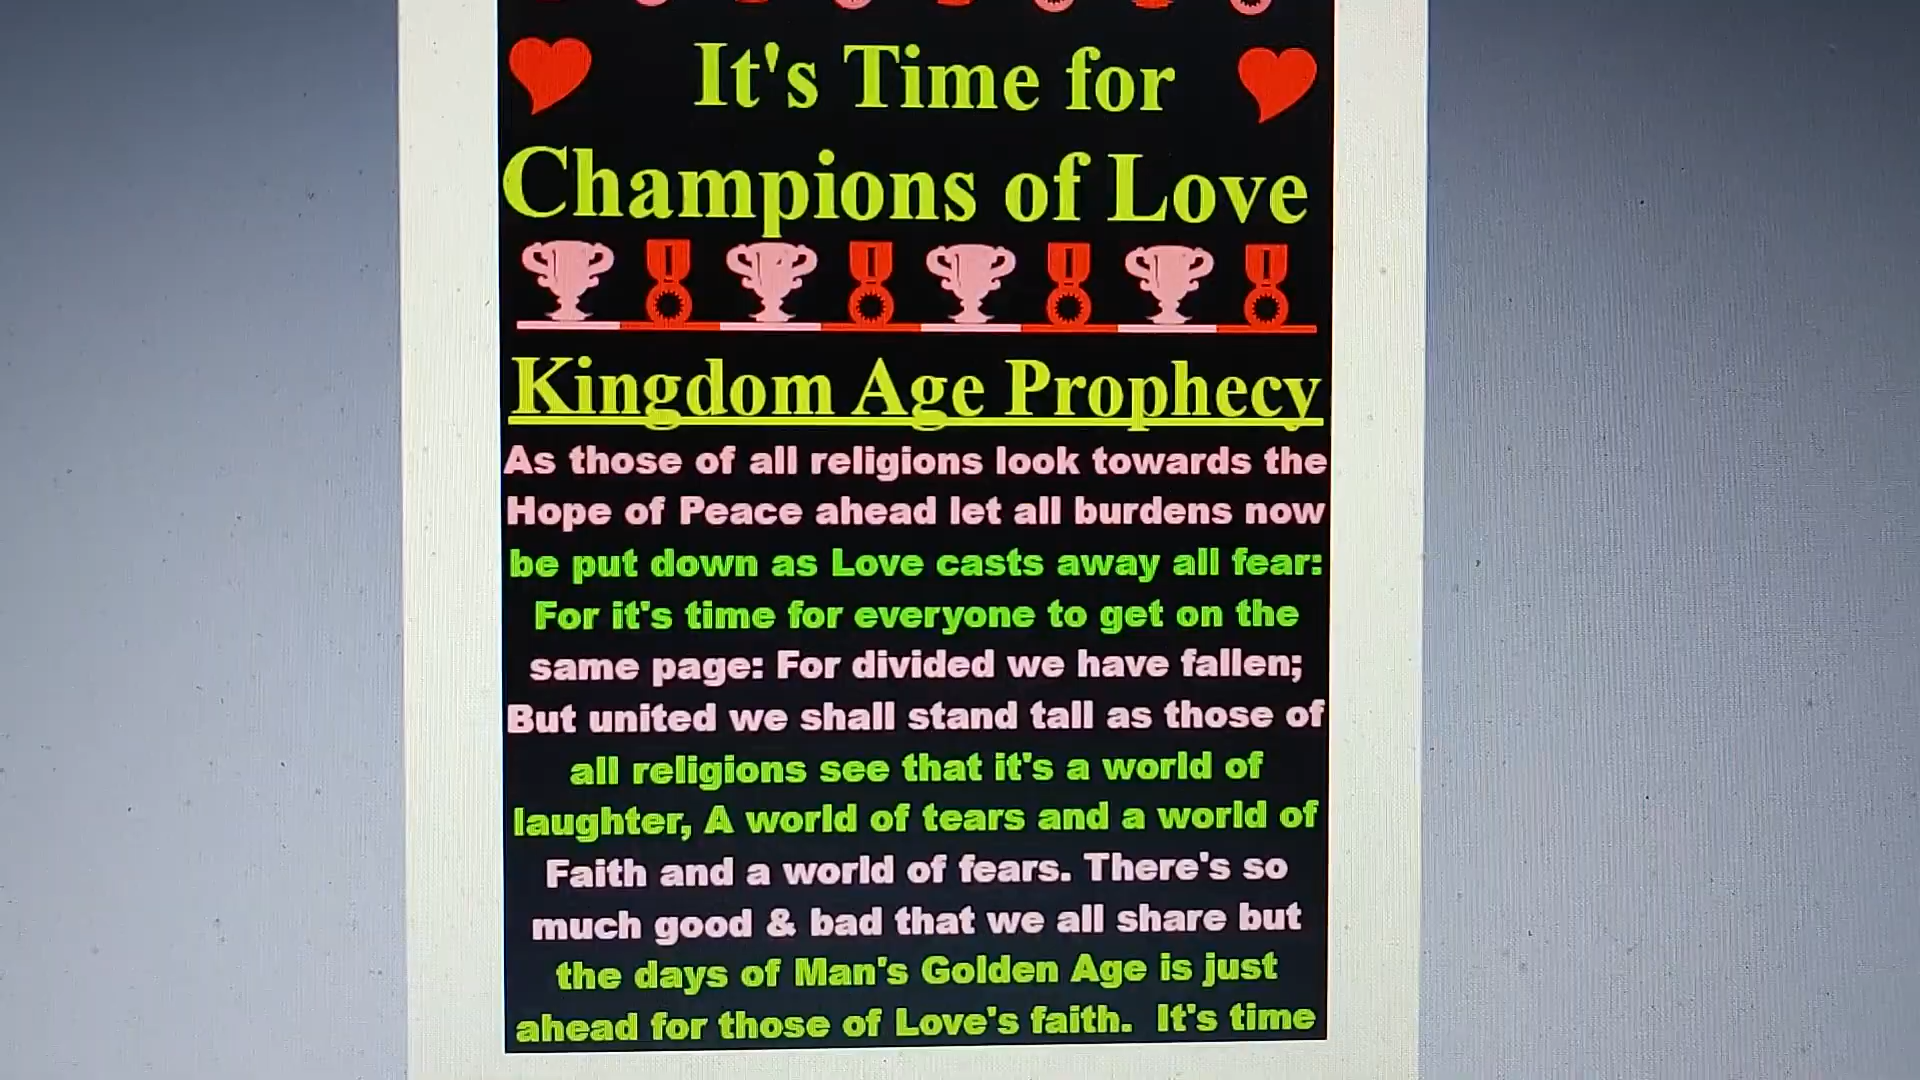 It's Time for
Champions of Love
Kingdom Age Prophecy
As those of all religions look towards the
Hope of Peace ahead let all burdens now
be put down as Love casts away all fear:
For it's time for everyone to get on the
same page: For divided we have fallen;
But united we shall stand tall as those of
all religions see that it's a world of
laughter, A world of tears and a world of
Faith and a world of fears. There's so
much good & bad that we all share but
the days of Man's Golden Age is just
ahead for those of Love's faith.  It's time